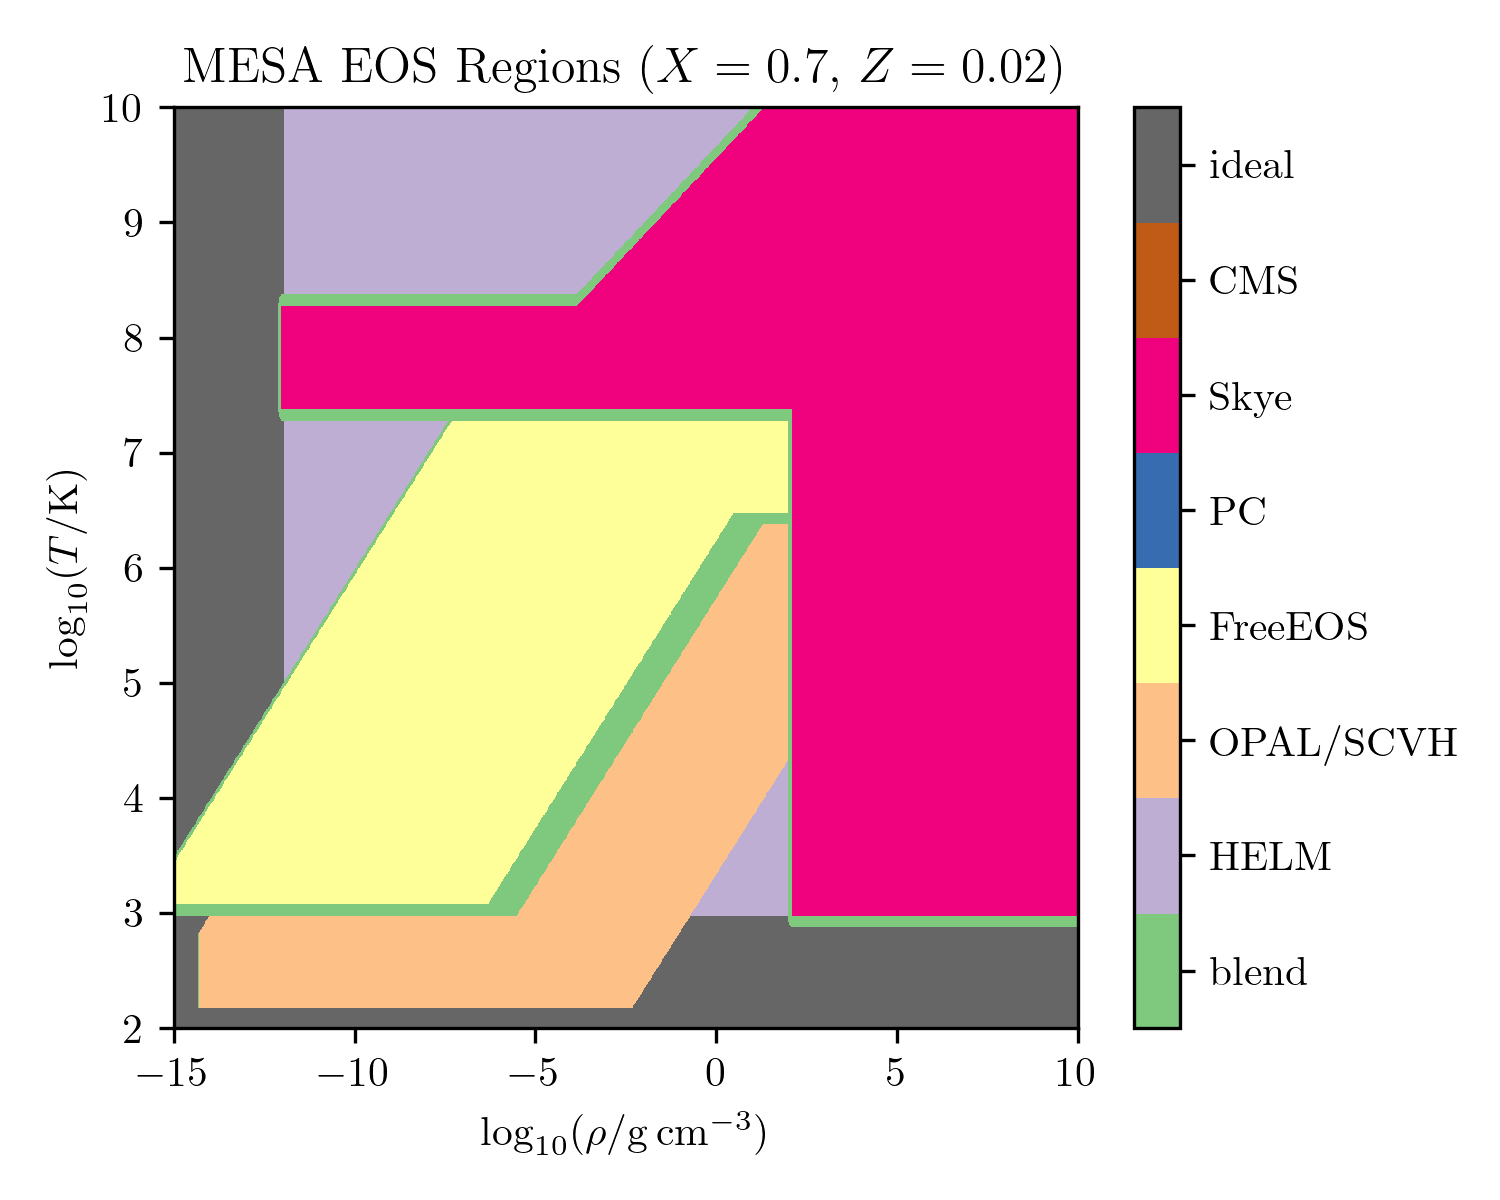 MESA EOS Regions (X = 0.7, Z = 0.02)
10
9
8
7
6
5
4
3
2
log₁₀(T/K)
−15
−10
−5
0
5
10
log₁₀(ρ/g cm⁻³)
ideal
CMS
Skye
PC
FreeEOS
OPAL/SCVH
HELM
blend